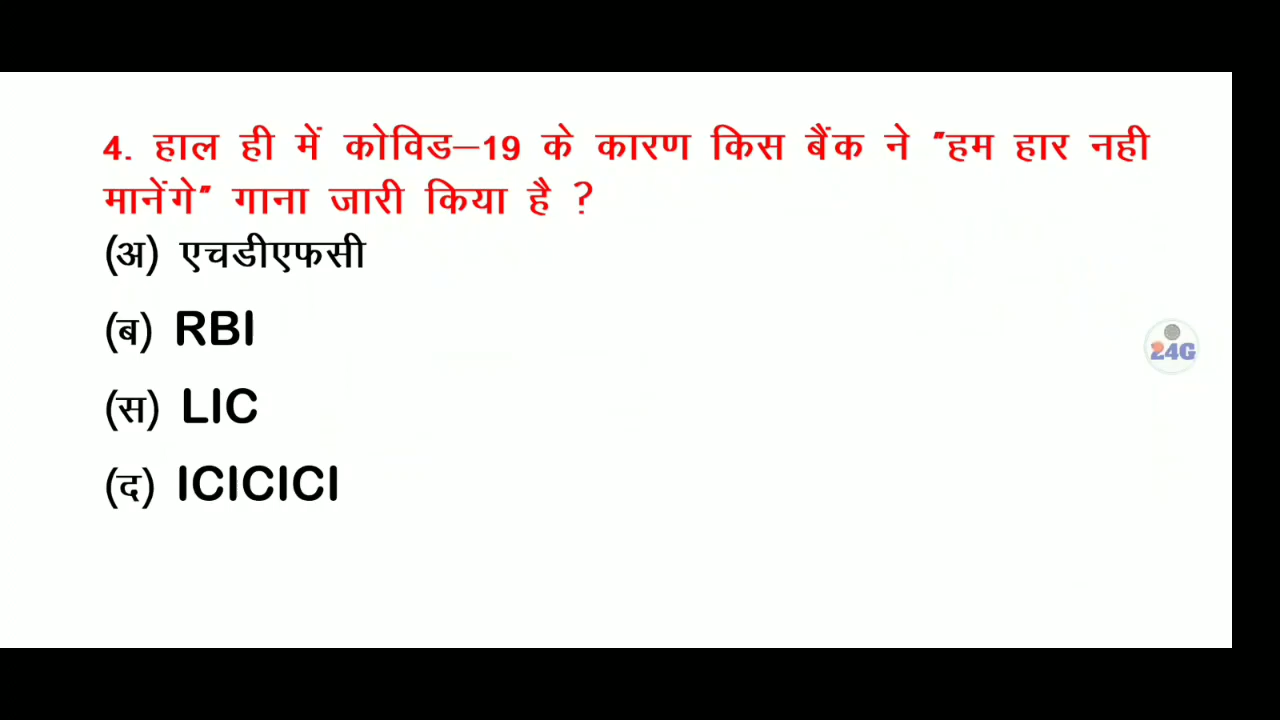 4. हाल ही में कोविड–19 के कारण किस बैंक ने "हम हार नही
मानेंगे" गाना जारी किया है ?
(अ) एचडीएफसी
(ब) RBI
(स) LIC
(द) ICICICI
24G